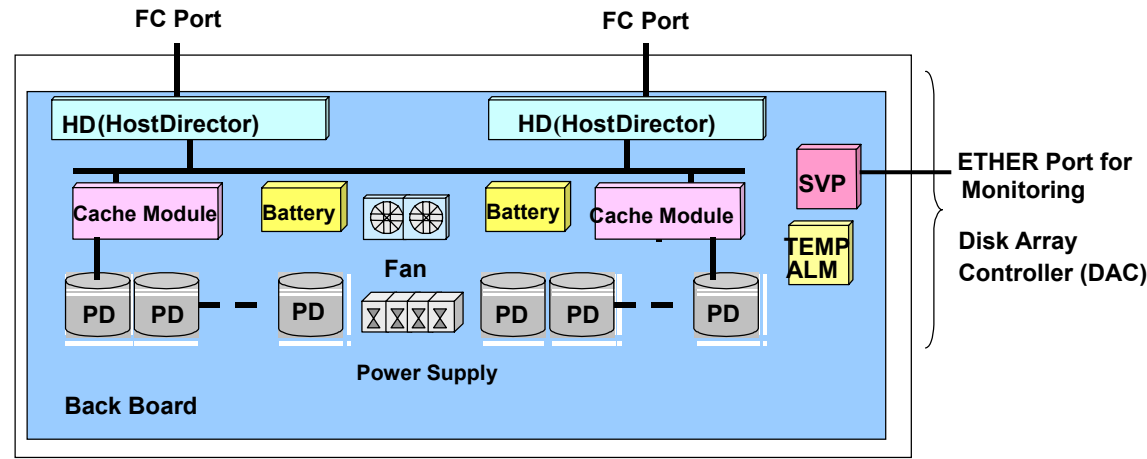 FC Port
FC Port
HD(HostDirector)
HD(HostDirector)
SVP
ETHER Port for
Monitoring
Cache Module
Battery
Battery
Cache Module
TEMP
ALM
Disk Array
Controller (DAC)
Fan
PD
PD
PD
PD
PD
PD
Power Supply
Back Board